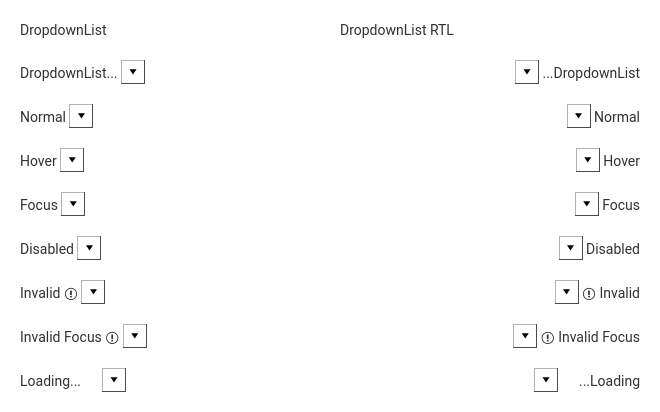 DropdownList
DropdownList...
Normal
Hover
Focus
Disabled
Invalid
Invalid Focus
Loading...
DropdownList RTL
...DropdownList
Normal
Hover
Focus
Disabled
Invalid
Invalid Focus
...Loading